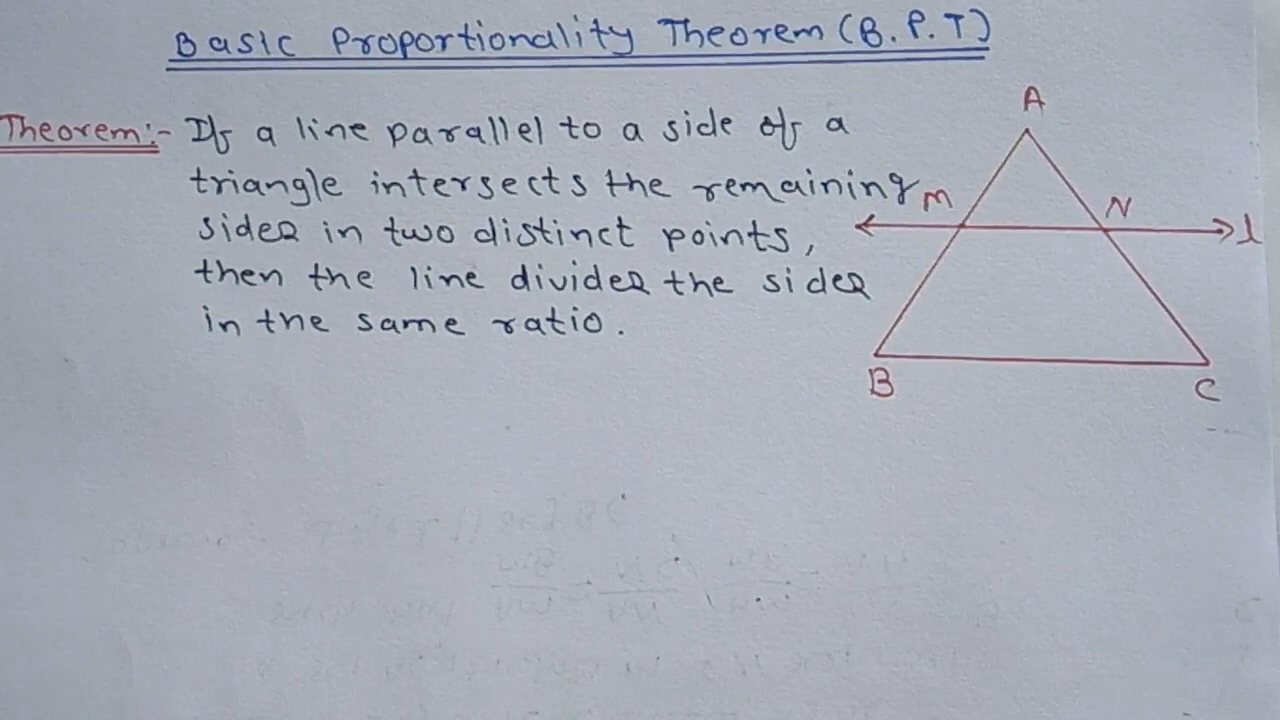 Basic Proportionality Theorem (B.P.T)
Theorem:- If a line parallel to a side of a
triangle intersects the remaining
sides in two distinct points,
then the line divides the sides
in the same ratio.
A
M
N
l
B
C